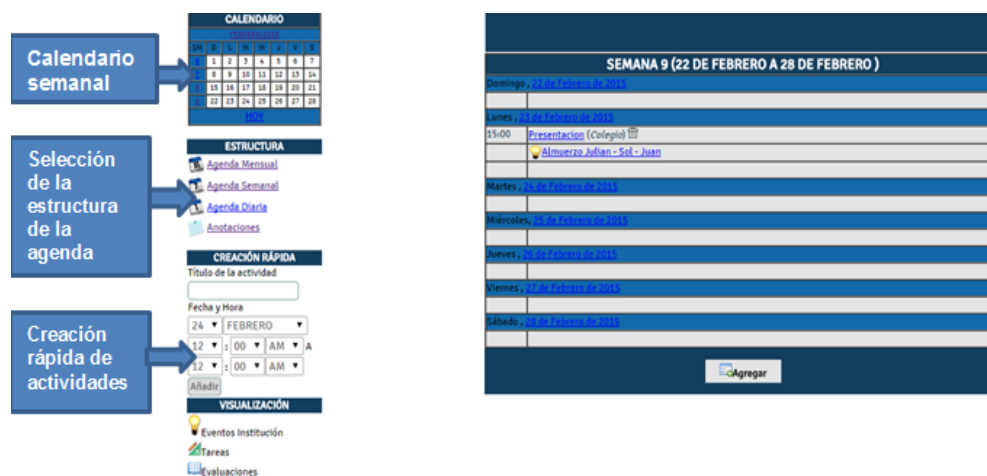 Calendario
semanal
Selección
de la
estructura
de la
agenda
Creación
rápida de
actividades
CALENDARIO
FEBRERO-2015
SM D L M M J V S
1 2 3 4 5 6 7
8 9 10 11 12 13 14
15 16 17 18 19 20 21
22 23 24 25 26 27 28
HOY
ESTRUCTURA
Agenda Mensual
Agenda Semanal
Agenda Diaria
Anotaciones
CREACIÓN RÁPIDA
Título de la actividad
Fecha y Hora
24 FEBRERO
12 : 00 AM A
12 : 00 AM
Añadir
VISUALIZACIÓN
Eventos Institución
Tareas
Evaluaciones
SEMANA 9 (22 DE FEBRERO A 28 DE FEBRERO )
Domingo , 22 de Febrero de 2015
Lunes , 23 de Febrero de 2015
15:00 Presentacion (Colegio)
Almuerzo Julian - Sol - Juan
Martes , 24 de Febrero de 2015
Miércoles, 25 de Febrero de 2015
Jueves , 26 de Febrero de 2015
Viernes , 27 de Febrero de 2015
Sábado , 28 de Febrero de 2015
Agregar